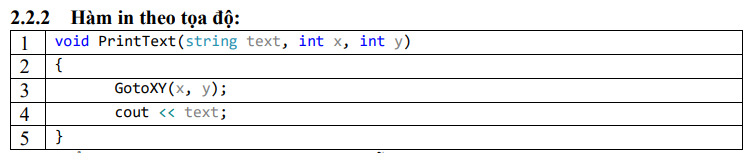 2.2.2 Hàm in theo tọa độ:
1 void PrintText(string text, int x, int y)
2 {
3 GotoXY(x, y);
4 cout << text;
5 }